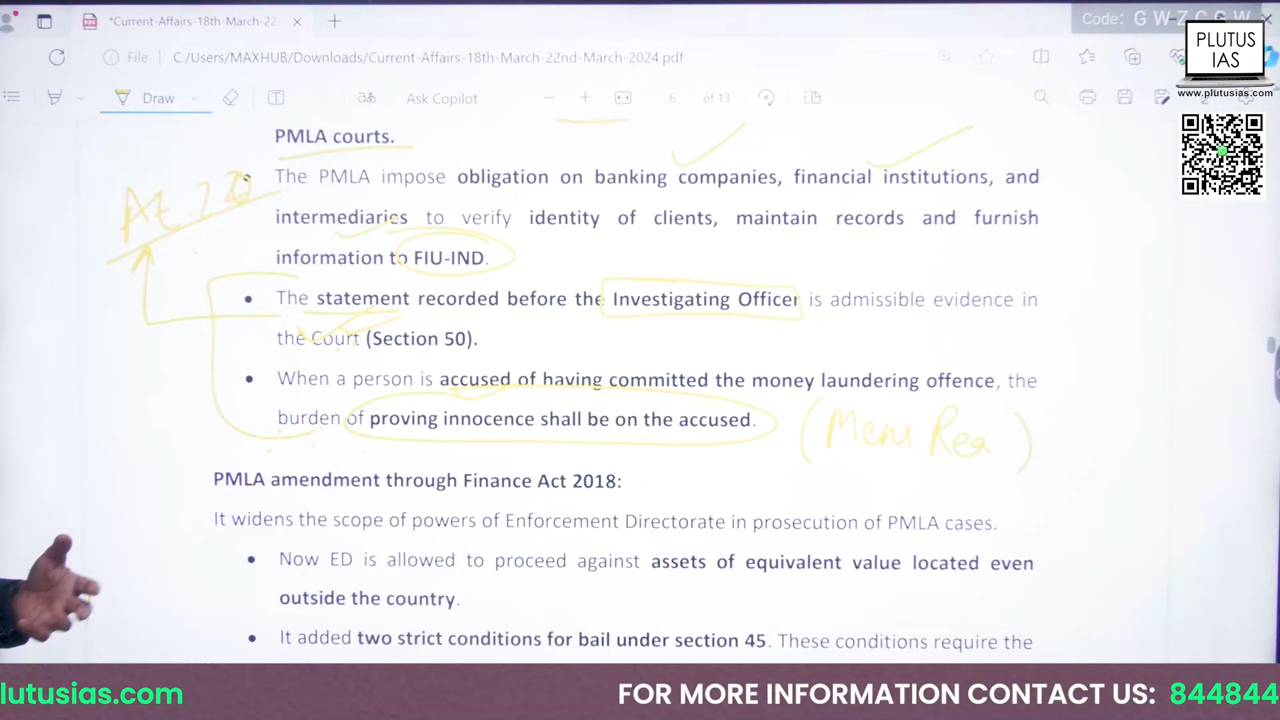 Code: G W Z C G W
*Current-Affairs-18th-March-22
File C:/Users/MAXHUB/Downloads/Current-Affairs-18th-March-22nd-March-2024.pdf
PLUTUS
IAS
www.plutusias.com
Draw Ask Copilot 6 of 13
PMLA courts.
The PMLA impose obligation on banking companies, financial institutions, and
intermediaries to verify identity of clients, maintain records and furnish
information to FIU-IND.
• The statement recorded before the Investigating Officer is admissible evidence in
the Court (Section 50).
• When a person is accused of having committed the money laundering offence, the
burden of proving innocence shall be on the accused.
(Mens Rea)
PMLA amendment through Finance Act 2018:
It widens the scope of powers of Enforcement Directorate in prosecution of PMLA cases.
• Now ED is allowed to proceed against assets of equivalent value located even
outside the country.
• It added two strict conditions for bail under section 45. These conditions require the
lutusias.com FOR MORE INFORMATION CONTACT US: 844844